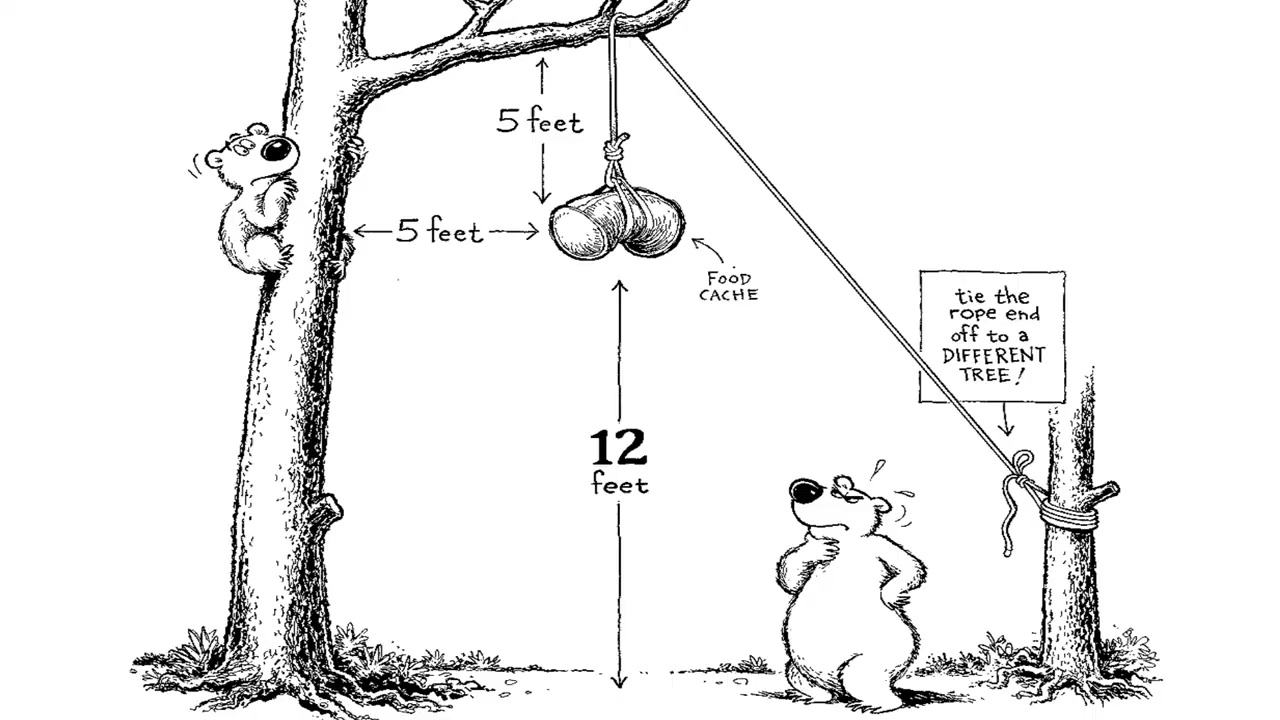 5 feet
5 feet
FOOD
CACHE
12
feet
tie the
rope end
off to a
DIFFERENT
TREE!